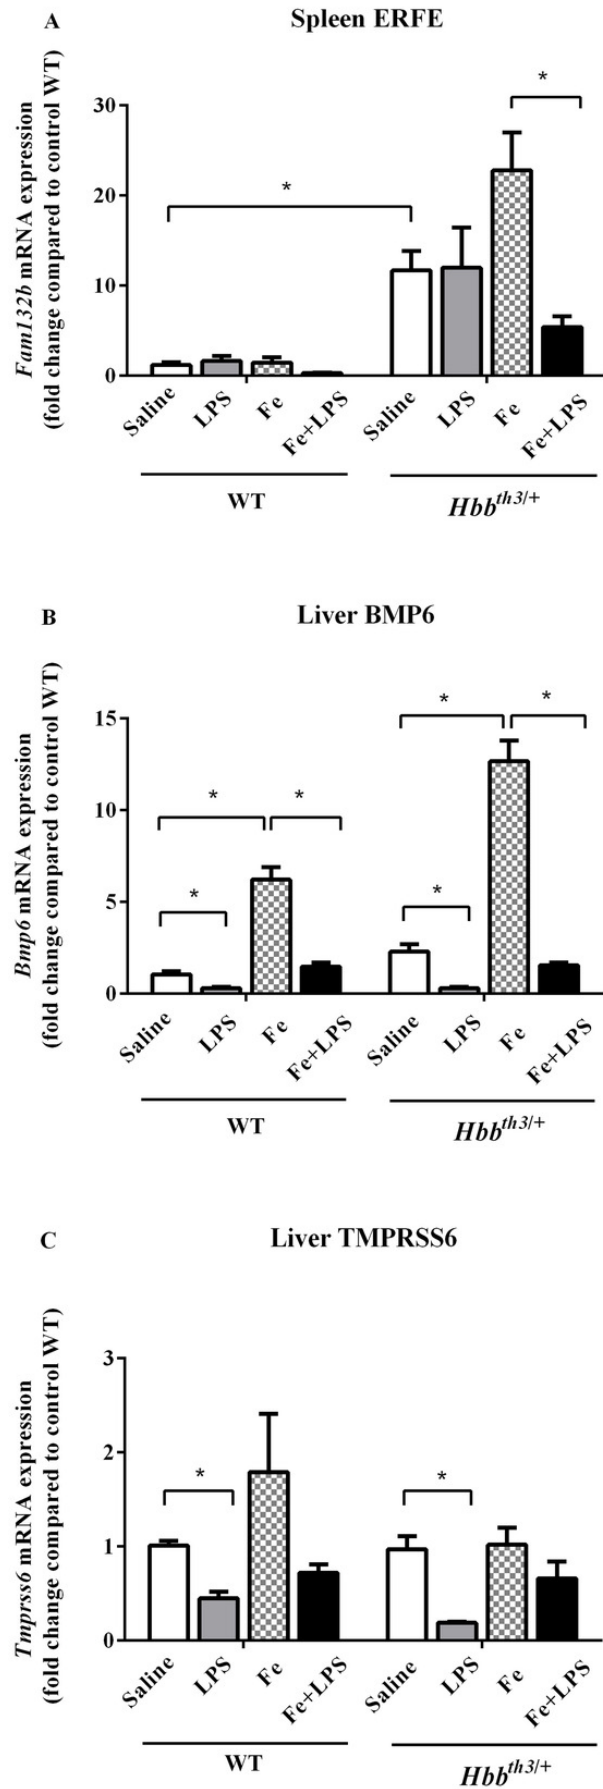 A
Spleen ERFE
Fam132b mRNA expression
(fold change compared to control WT)
30
20
10
0
*
*
Saline
LPS
Fe
Fe+LPS
Saline
LPS
Fe
Fe+LPS
WT
Hbbth3/+
B
Liver BMP6
Bmp6 mRNA expression
(fold change compared to control WT)
15
10
5
0
*
*
*
*
*
*
Saline
LPS
Fe
Fe+LPS
Saline
LPS
Fe
Fe+LPS
WT
Hbbth3/+
C
Liver TMPRSS6
Tmprss6 mRNA expression
(fold change compared to control WT)
3
2
1
0
*
*
Saline
LPS
Fe
Fe+LPS
Saline
LPS
Fe
Fe+LPS
WT
Hbbth3/+